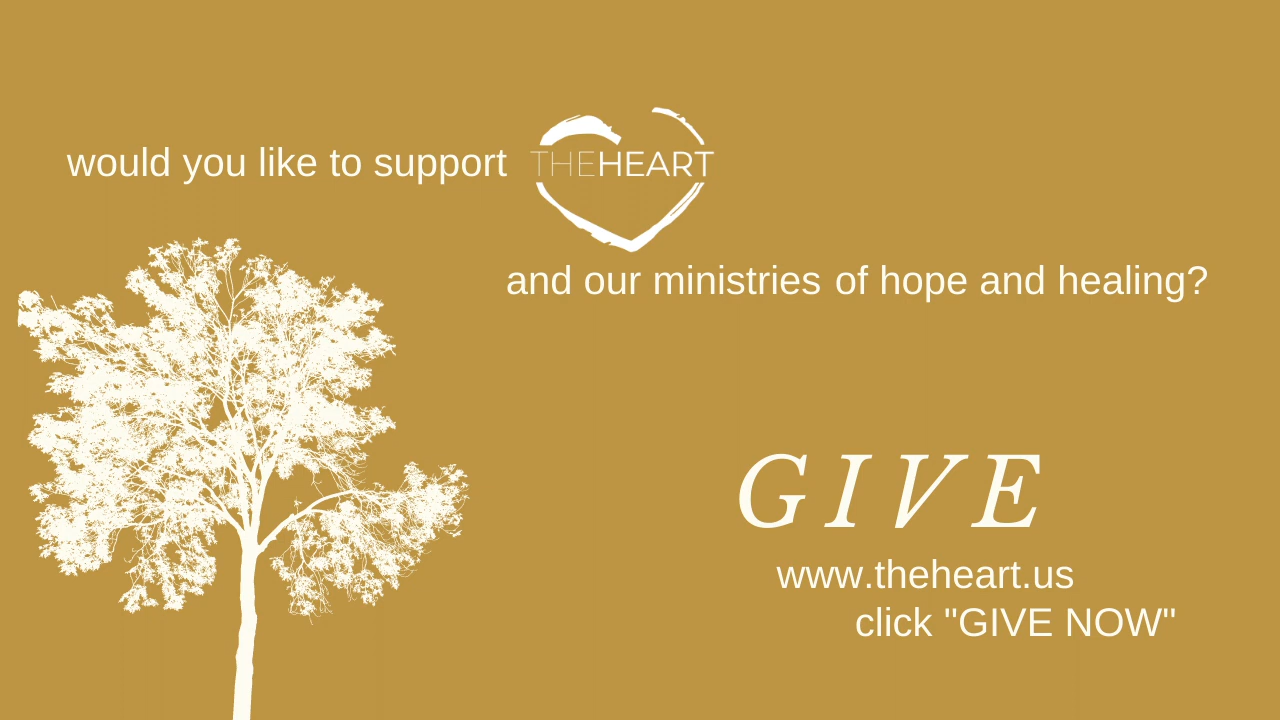 would you like to support THEHEART
and our ministries of hope and healing?
GIVE
www.theheart.us
click "GIVE NOW"